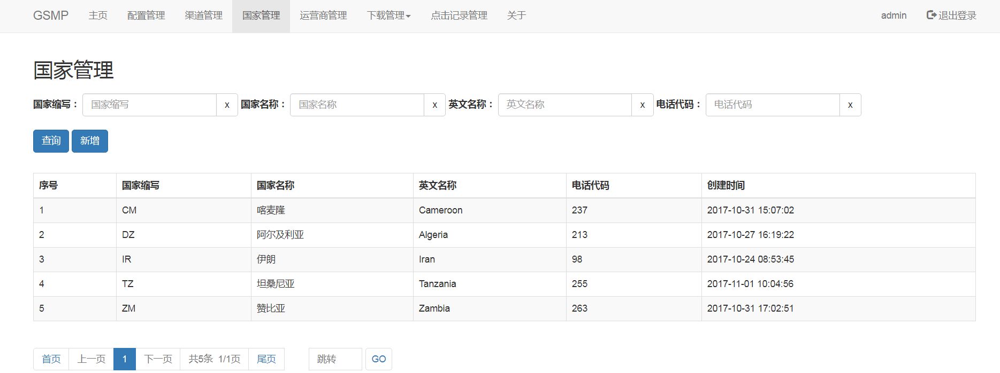 GSMP 主页 配置管理 渠道管理 国家管理 运营商管理 下载管理 点击记录管理 关于 admin 退出登录
国家管理
国家缩写： 国家缩写 x 国家名称： 国家名称 x 英文名称： 英文名称 x 电话代码： 电话代码 x
查询 新增
序号 国家缩写 国家名称 英文名称 电话代码 创建时间
1 CM 喀麦隆 Cameroon 237 2017-10-31 15:07:02
2 DZ 阿尔及利亚 Algeria 213 2017-10-27 16:19:22
3 IR 伊朗 Iran 98 2017-10-24 08:53:45
4 TZ 坦桑尼亚 Tanzania 255 2017-11-01 10:04:56
5 ZM 赞比亚 Zambia 263 2017-10-31 17:02:51
首页 上一页 1 下一页 共5条 1/1页 尾页 跳转 GO